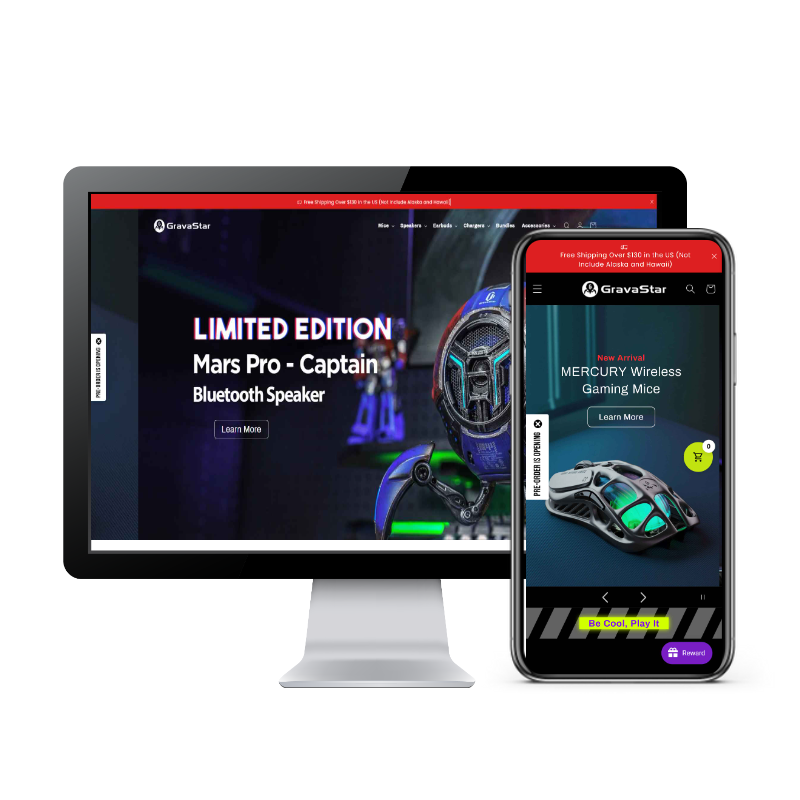 Free Shipping Over $130 in the US (Not Include Alaska and Hawaii)
GravaStar
Mice Speakers Earbuds Chargers Bundles Accessories
LIMITED EDITION
Mars Pro - Captain
Bluetooth Speaker
Learn More
PRE-ORDER IS OPENING
Free Shipping Over $130 in the US (Not
Include Alaska and Hawaii)
GravaStar
New Arrival
MERCURY Wireless
Gaming Mice
Learn More
0
PRE-ORDER IS OPENING
Be Cool, Play It
Reward